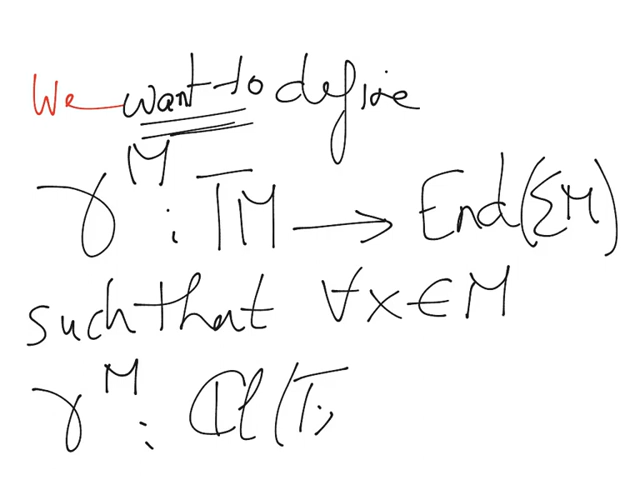 We want to define
γ^M : TM → End(ΣM)
such that ∀x∈M
γ^M : ℂl(T